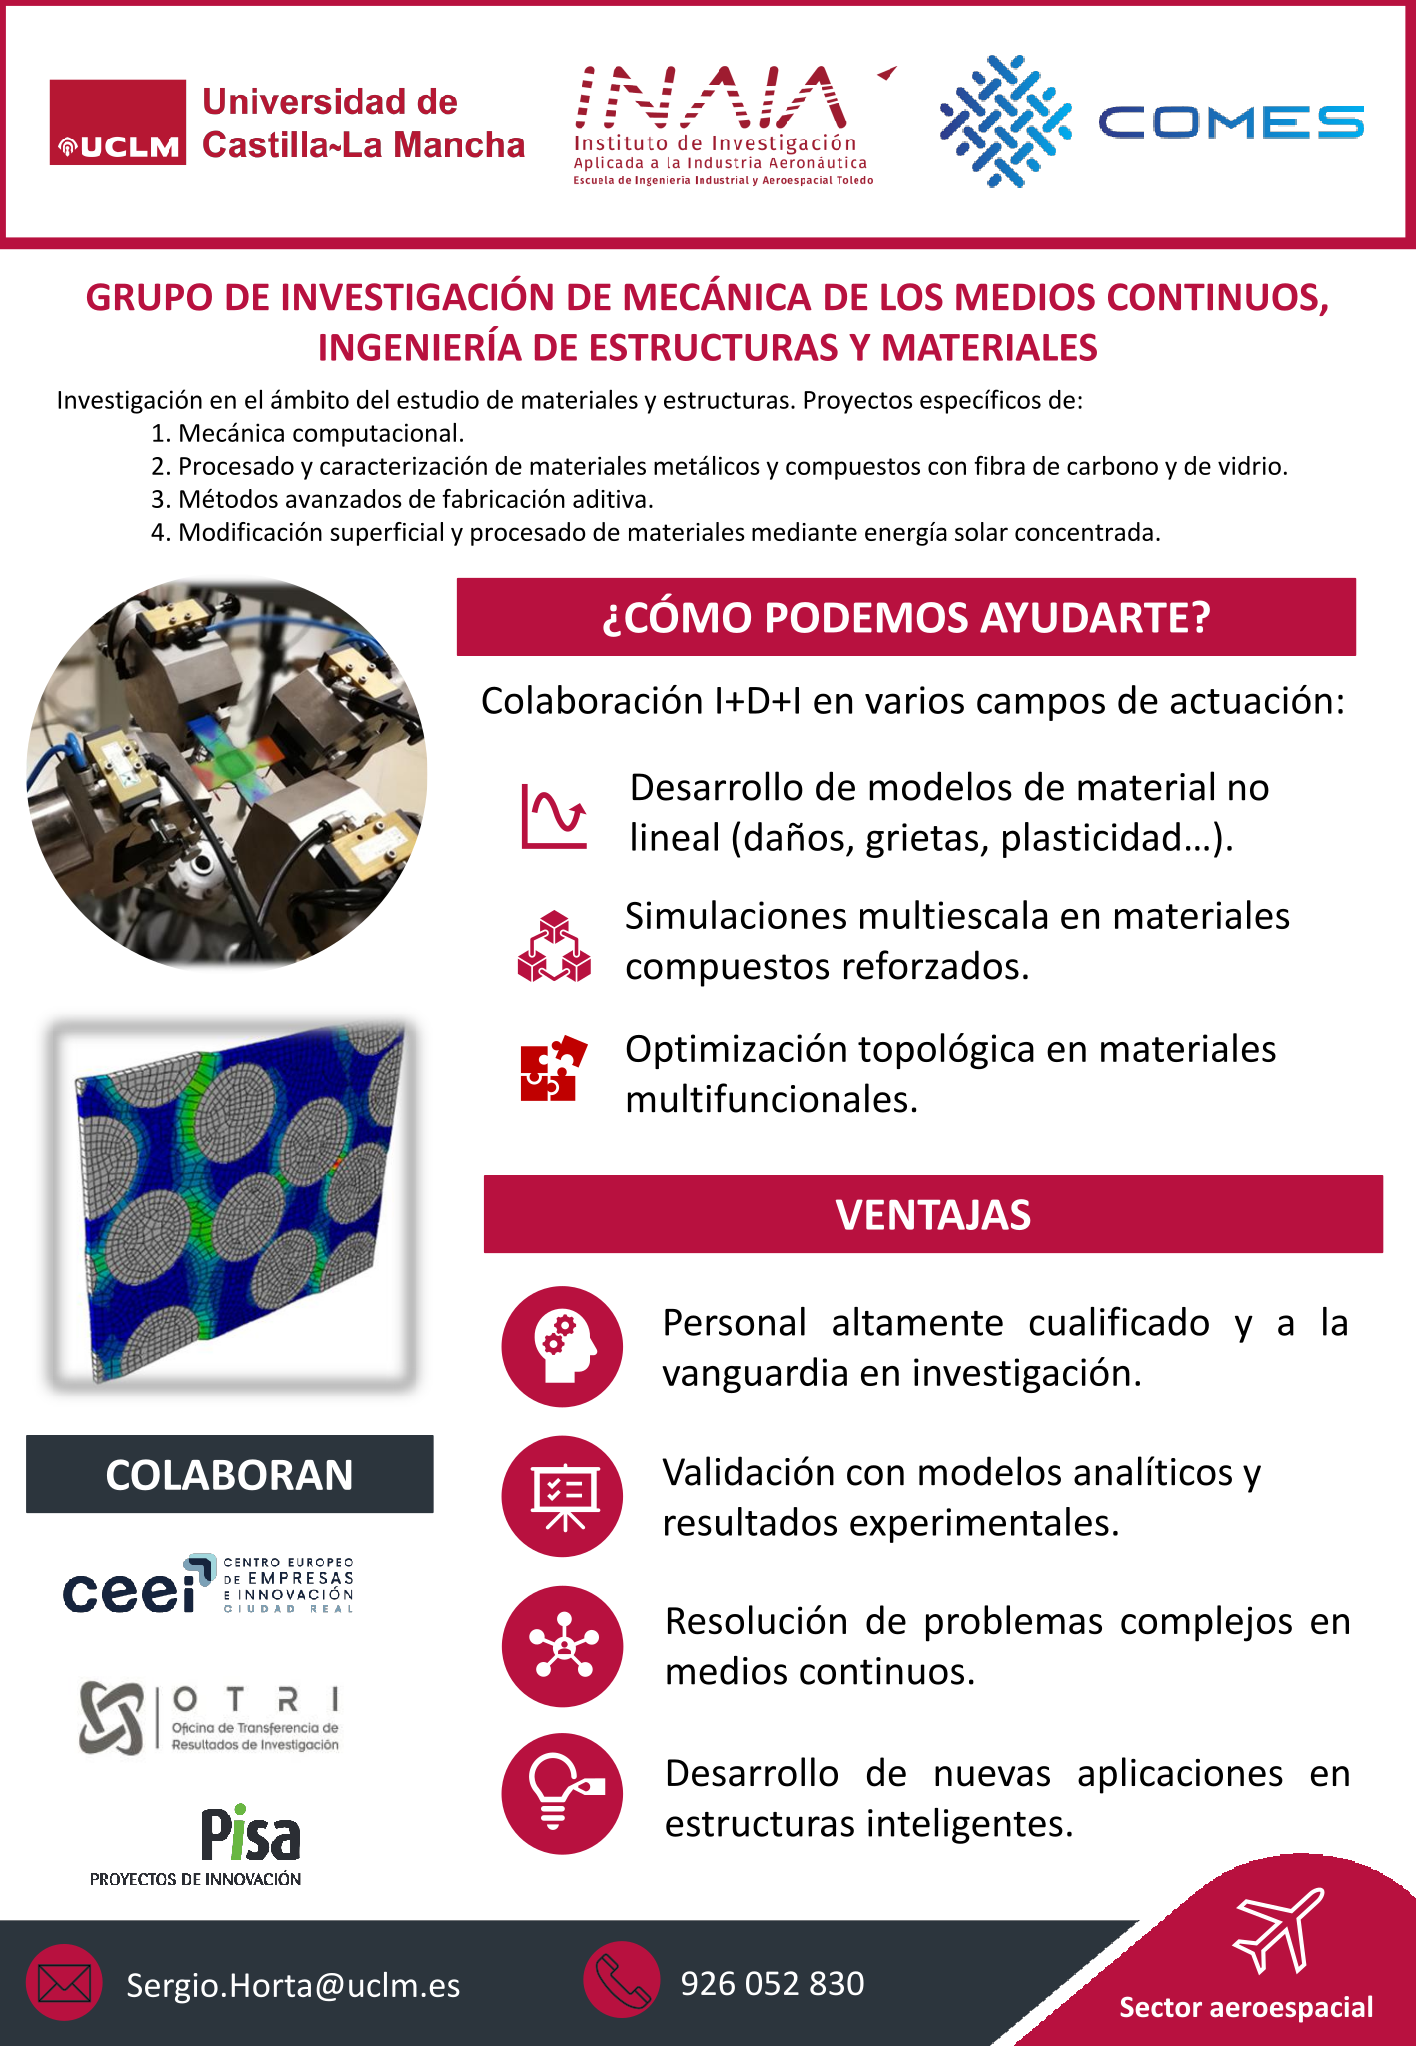 UCLM
Universidad de
Castilla~La Mancha
INAIA
Instituto de Investigación
Aplicada a la Industria Aeronáutica
Escuela de Ingeniería Industrial y Aeroespacial Toledo
COMES
GRUPO DE INVESTIGACIÓN DE MECÁNICA DE LOS MEDIOS CONTINUOS,
INGENIERÍA DE ESTRUCTURAS Y MATERIALES
Investigación en el ámbito del estudio de materiales y estructuras. Proyectos específicos de:
1. Mecánica computacional.
2. Procesado y caracterización de materiales metálicos y compuestos con fibra de carbono y de vidrio.
3. Métodos avanzados de fabricación aditiva.
4. Modificación superficial y procesado de materiales mediante energía solar concentrada.
¿CÓMO PODEMOS AYUDARTE?
Colaboración I+D+I en varios campos de actuación:
Desarrollo de modelos de material no
lineal (daños, grietas, plasticidad...).
Simulaciones multiescala en materiales
compuestos reforzados.
Optimización topológica en materiales
multifuncionales.
VENTAJAS
Personal altamente cualificado y a la
vanguardia en investigación.
Validación con modelos analíticos y
resultados experimentales.
Resolución de problemas complejos en
medios continuos.
Desarrollo de nuevas aplicaciones en
estructuras inteligentes.
COLABORAN
ceei
CENTRO EUROPEO
DE EMPRESAS
E INNOVACIÓN
CIUDAD REAL
OTRI
Oficina de Transferencia de
Resultados de Investigación
Pisa
PROYECTOS DE INNOVACIÓN
Sergio.Horta@uclm.es
926 052 830
Sector aeroespacial